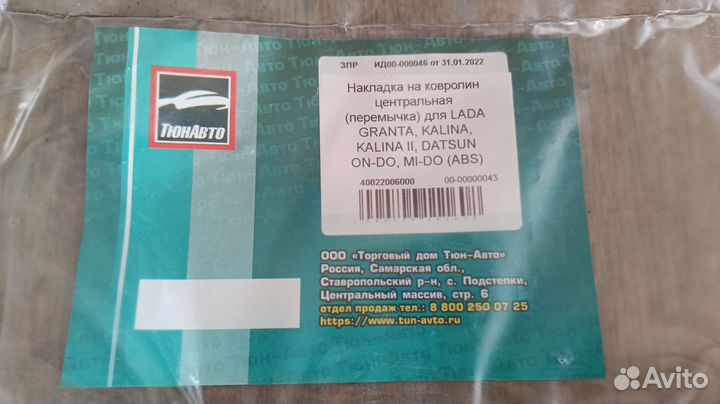 Тюн-Авто Тюн-Авто Тюн-Авто
ТюнАвто
ЗПР ИД00-000046 от 31.01.2022
Накладка на ковролин
центральная
(перемычка) для LADA
GRANTA, KALINA,
KALINA II, DATSUN
ON-DO, MI-DO (ABS)
40022006000 00-00000043
ООО «Торговый дом Тюн-Авто»
Россия, Самарская обл.,
Ставропольский р-н, с. Подстепки,
Центральный массив, стр. 6
отдел продаж тел.: 8 800 250 07 25
https://www.tun-avto.ru
Avito